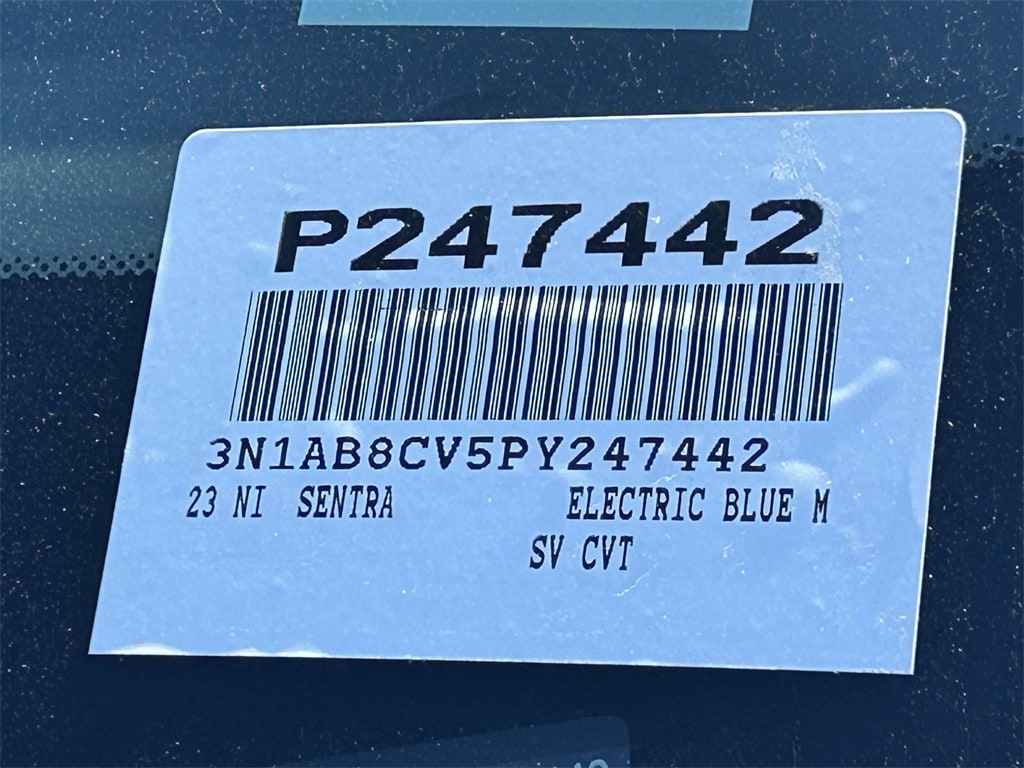 P247442
3N1AB8CV5PY247442
23 NI SENTRA ELECTRIC BLUE M
SV CVT